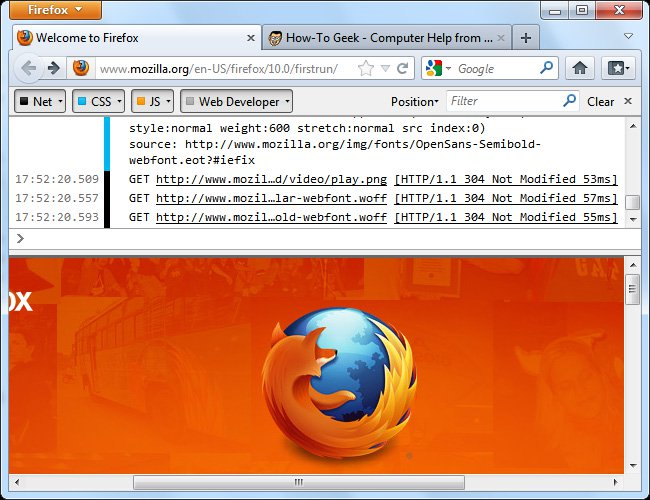 Firefox
Welcome to Firefox
How-To Geek - Computer Help from ...
www.mozilla.org/en-US/firefox/10.0/firstrun/
Google
Net
CSS
JS
Web Developer
Position
Filter
Clear
style:normal weight:600 stretch:normal src index:0)
source: http://www.mozilla.org/img/fonts/OpenSans-Semibold-
webfont.eot?#iefix
17:52:20.509 GET http://www.mozil…d/video/play.png [HTTP/1.1 304 Not Modified 53ms]
17:52:20.557 GET http://www.mozil…lar-webfont.woff [HTTP/1.1 304 Not Modified 57ms]
17:52:20.593 GET http://www.mozil…old-webfont.woff [HTTP/1.1 304 Not Modified 55ms]
>
ox